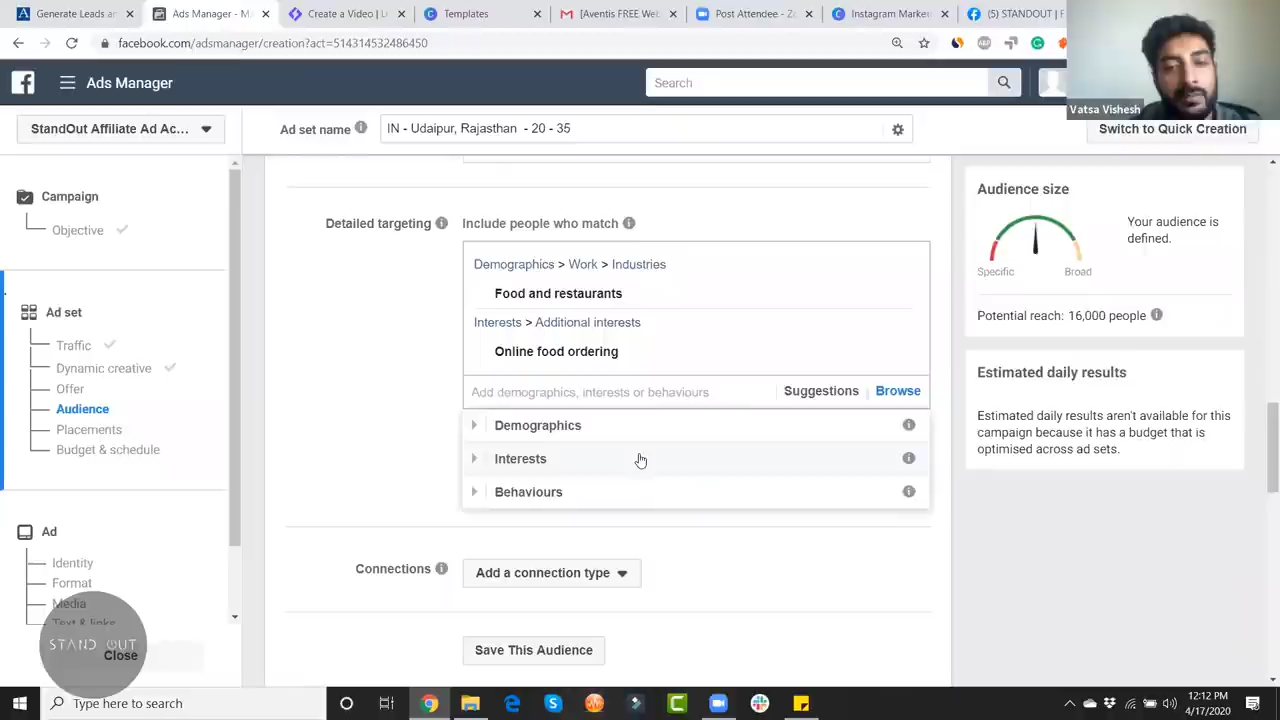 Generate Leads an
Ads Manager - M
Create a Video
Templates
[Aventis FREE Web
Post Attendee - Z
Instagram Marke
(5) STANDOUT | F
facebook.com/adsmanager/creation?act=514314532486450
Ads Manager
Search
Vatsa Vishesh
StandOut Affiliate Ad Ac...
Ad set name
IN - Udaipur, Rajasthan - 20 - 35
Switch to Quick Creation
Campaign
Objective
Ad set
Traffic
Dynamic creative
Offer
Audience
Placements
Budget & schedule
Ad
Identity
Format
Media
Text & links
STAND OUT
Close
Detailed targeting
Include people who match
Demographics > Work > Industries
Food and restaurants
Interests > Additional interests
Online food ordering
Add demographics, interests or behaviours
Suggestions
Browse
Demographics
Interests
Behaviours
Connections
Add a connection type
Save This Audience
Audience size
Your audience is
defined.
Specific
Broad
Potential reach: 16,000 people
Estimated daily results
Estimated daily results aren't available for this
campaign because it has a budget that is
optimised across ad sets.
Type here to search
12:12 PM
4/17/2020